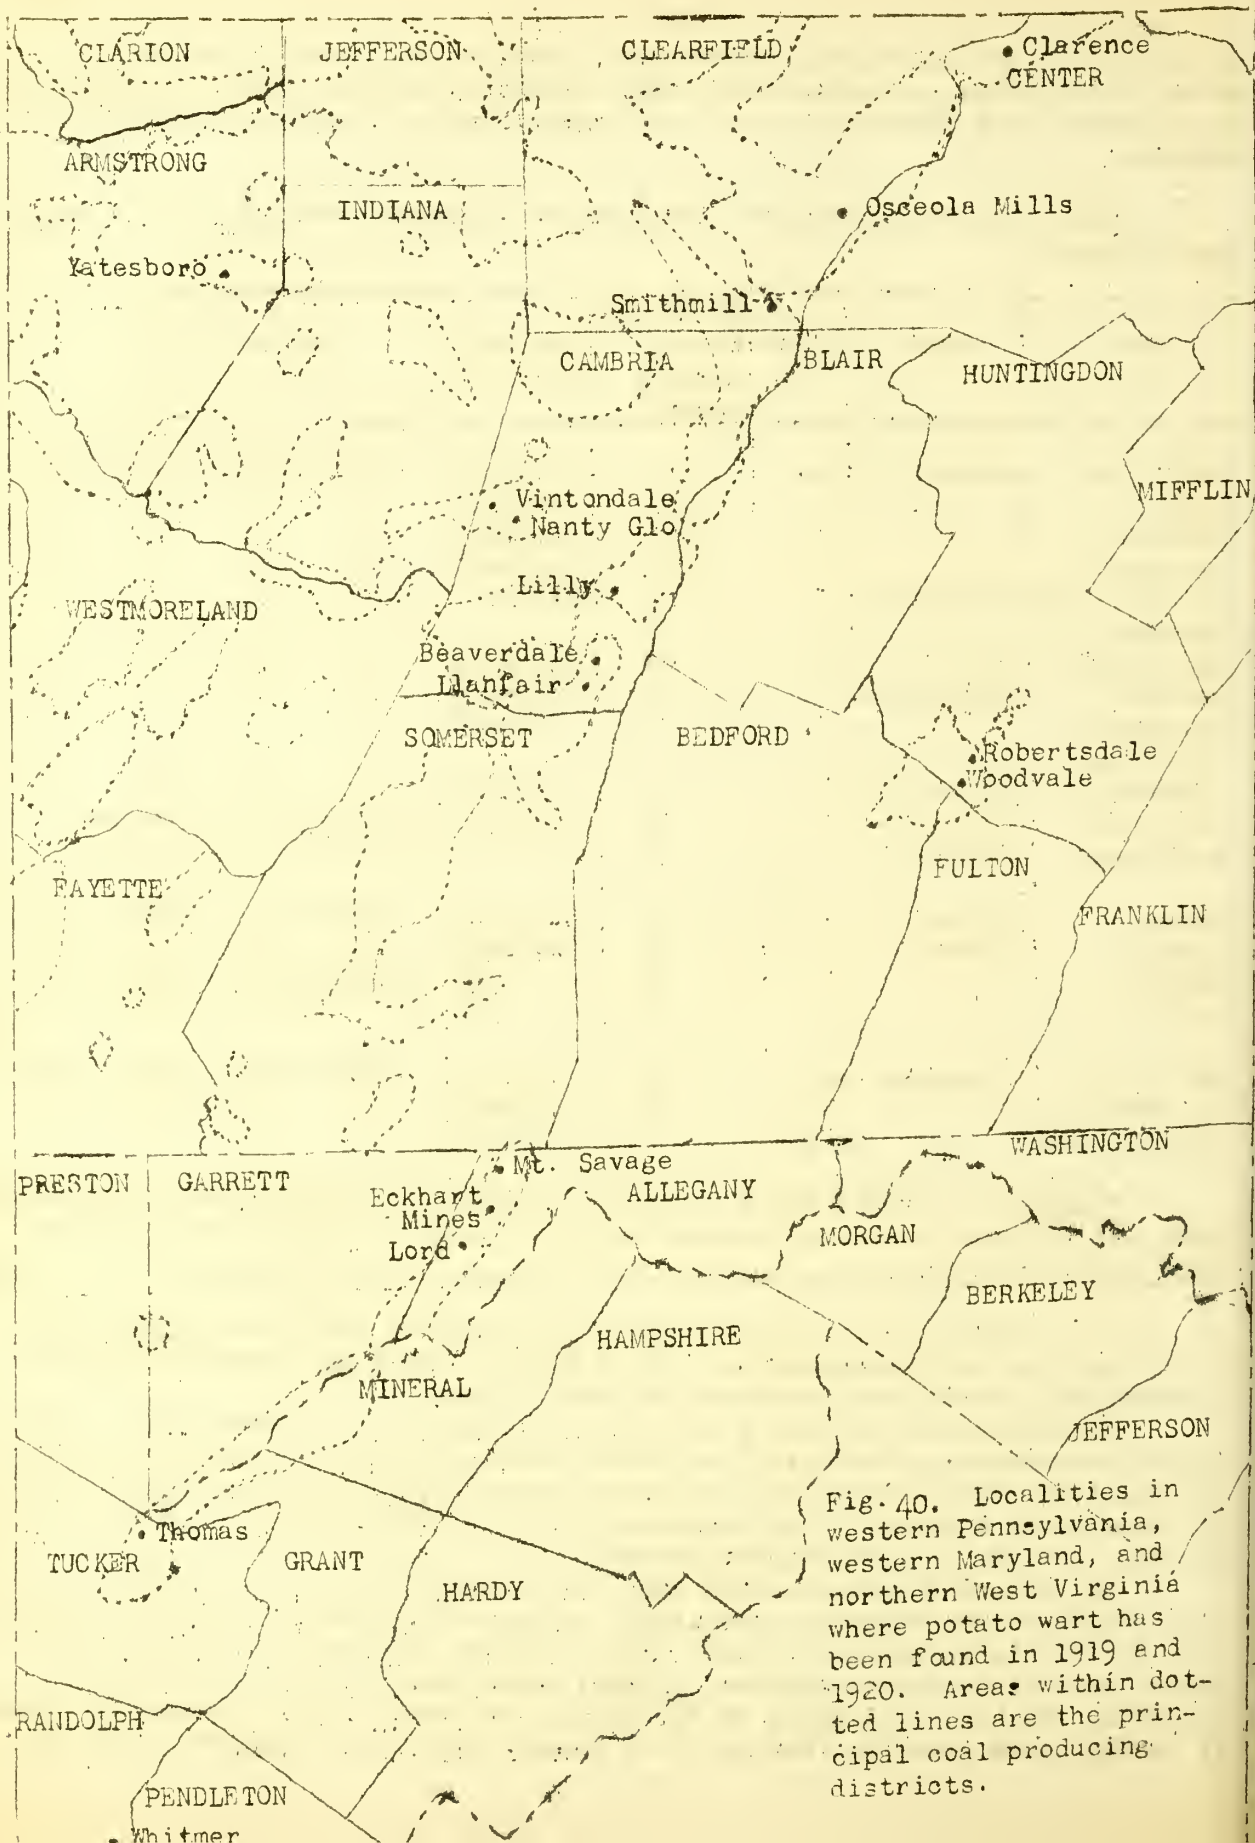 CLARION
JEFFERSON
CLEARFIELD
Clarence
CENTER
ARMSTRONG
INDIANA
Osceola Mills
Yatesboro
Smithmill
CAMBRIA
BLAIR
HUNTINGDON
MIFFLIN
Vintondale
Nanty Glo
Lilly
WESTMORELAND
Beaverdale
Llanfair
SOMERSET
BEDFORD
Robertsdale
Woodvale
FAYETTE
FULTON
FRANKLIN
WASHINGTON
Mt. Savage
PRESTON
GARRETT
ALLEGANY
Eckhart
Mines
Lord
MORGAN
BERKELEY
HAMPSHIRE
MINERAL
JEFFERSON
Thomas
TUCKER
GRANT
HARDY
Fig. 40. Localities in
western Pennsylvania,
western Maryland, and
northern West Virginia
where potato wart has
been found in 1919 and
1920. Areas within dot-
ted lines are the prin-
cipal coal producing
districts.
RANDOLPH
PENDLETON
Whitmer